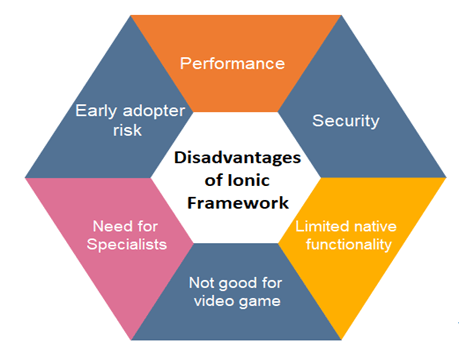 Performance
Security
Limited native
functionality
Not good for
video game
Need for
Specialists
Early adopter
risk
Disadvantages
of Ionic
Framework